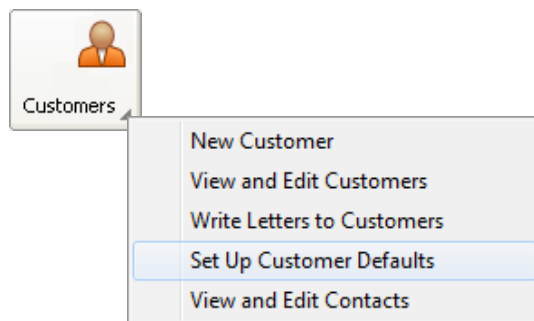 Customers
New Customer
View and Edit Customers
Write Letters to Customers
Set Up Customer Defaults
View and Edit Contacts